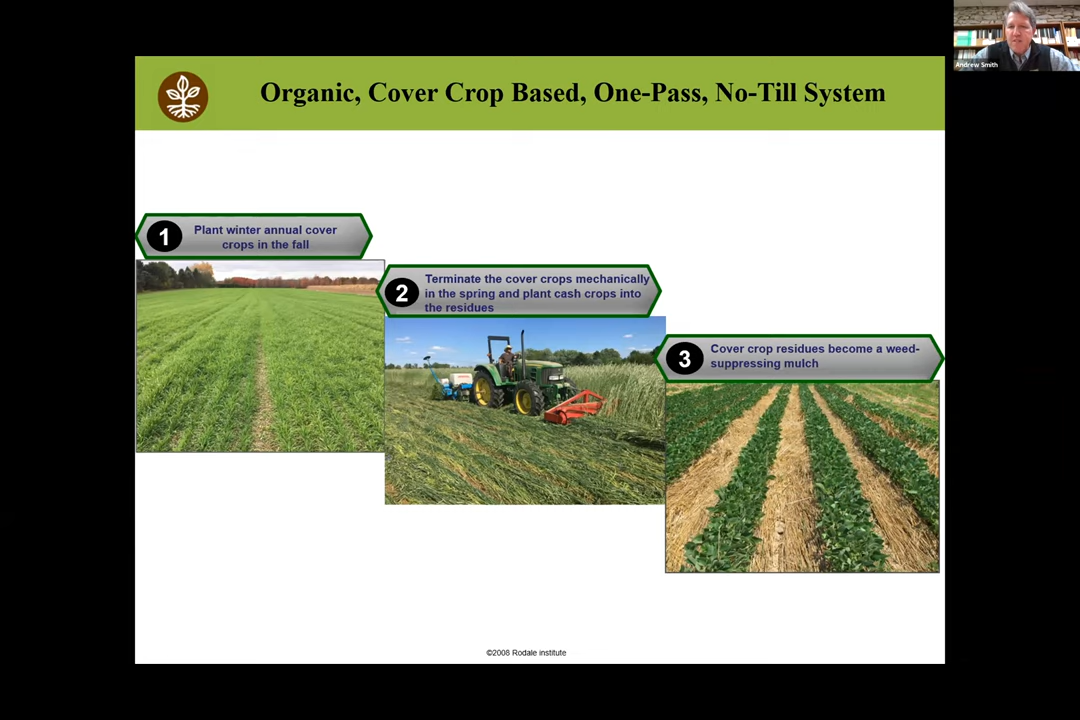 Andrew Smith
Organic, Cover Crop Based, One-Pass, No-Till System
1
Plant winter annual cover
crops in the fall
2
Terminate the cover crops mechanically
in the spring and plant cash crops into
the residues
3
Cover crop residues become a weed-
suppressing mulch
©2008 Rodale institute